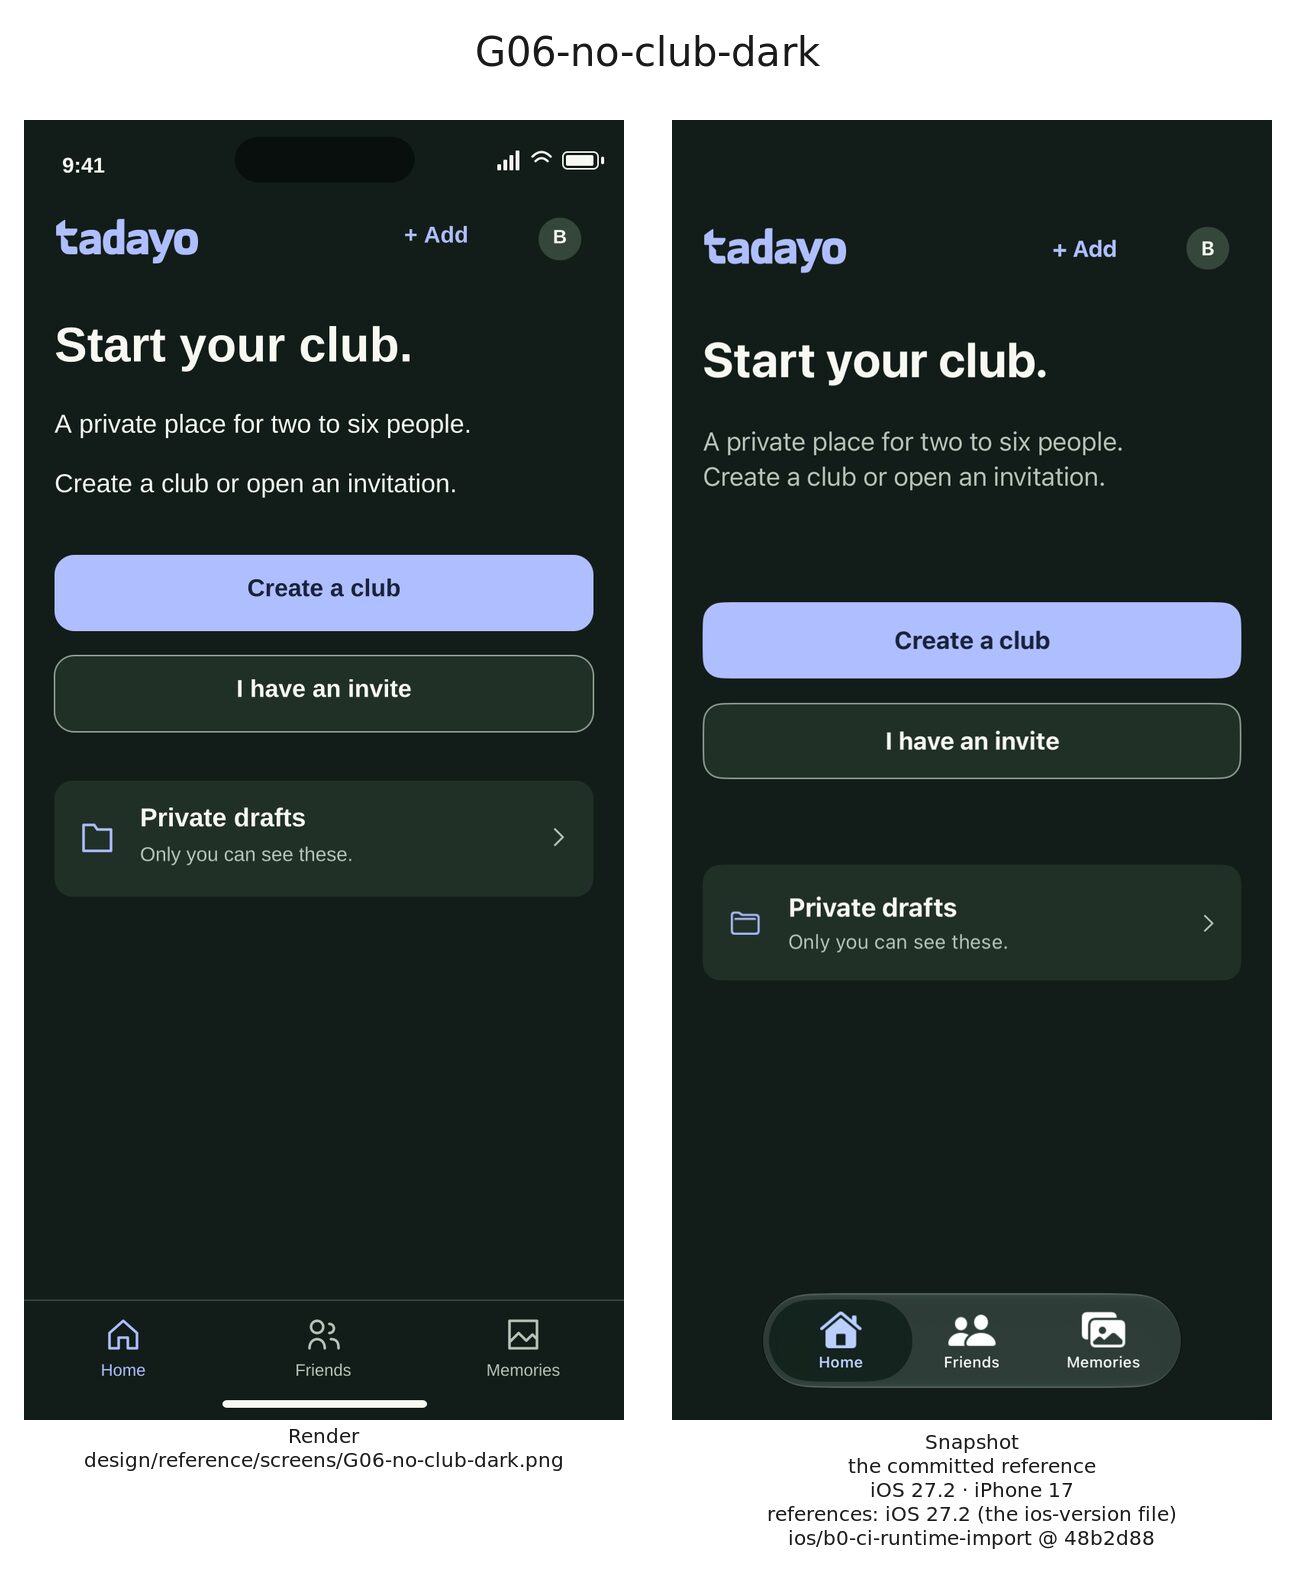 G06-no-club-dark
9:41
tadayo
+ Add
B
Start your club.
A private place for two to six people.
Create a club or open an invitation.
Create a club
I have an invite
Private drafts
Only you can see these.
Home
Friends
Memories
Render
design/reference/screens/G06-no-club-dark.png
tadayo
+ Add
B
Start your club.
A private place for two to six people.
Create a club or open an invitation.
Create a club
I have an invite
Private drafts
Only you can see these.
Home
Friends
Memories
Snapshot
the committed reference
iOS 27.2 · iPhone 17
references: iOS 27.2 (the ios-version file)
ios/b0-ci-runtime-import @ 48b2d88